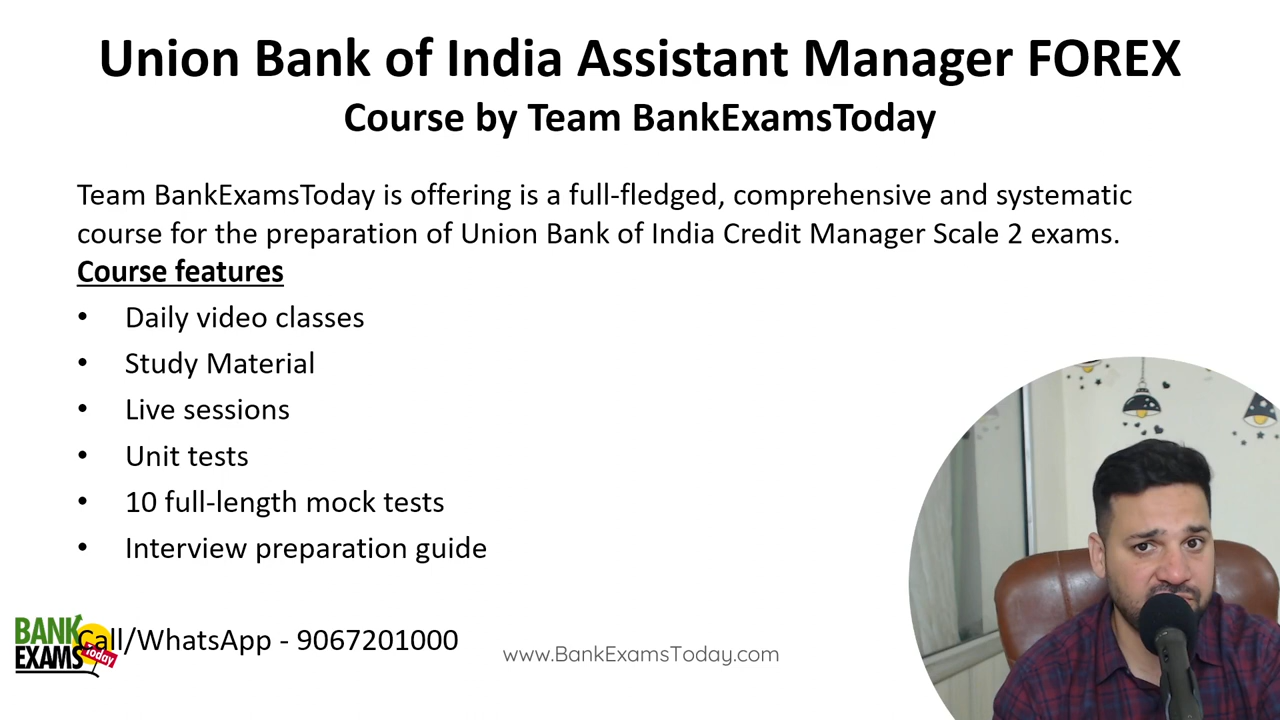 Union Bank of India Assistant Manager FOREX
Course by Team BankExamsToday
Team BankExamsToday is offering is a full-fledged, comprehensive and systematic
course for the preparation of Union Bank of India Credit Manager Scale 2 exams.
Course features
• Daily video classes
• Study Material
• Live sessions
• Unit tests
• 10 full-length mock tests
• Interview preparation guide
BANK
EXAMS Today
Call/WhatsApp - 9067201000
www.BankExamsToday.com